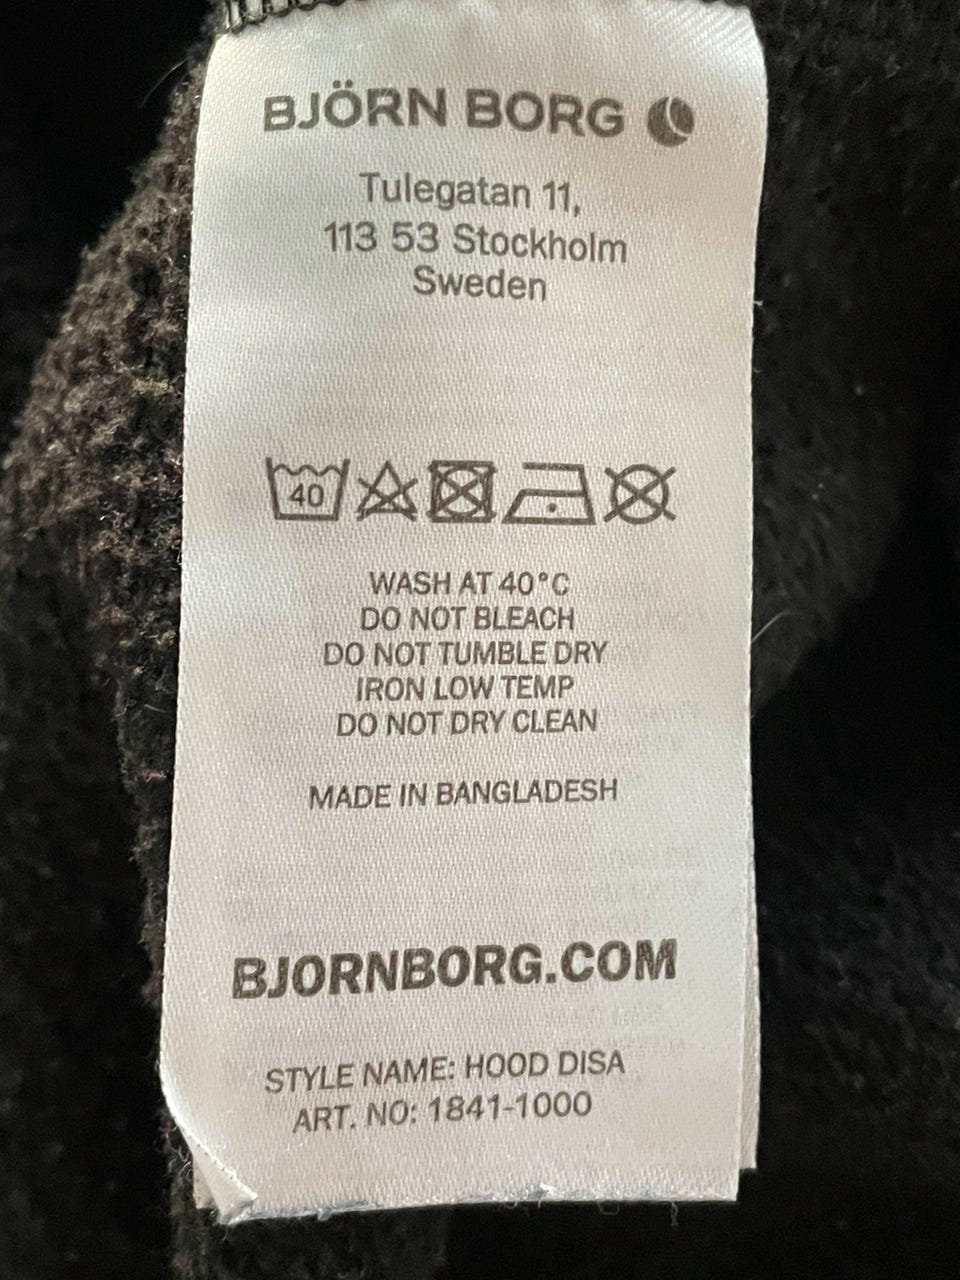 BJÖRN BORG
Tulegatan 11,
113 53 Stockholm
Sweden
40
WASH AT 40°C
DO NOT BLEACH
DO NOT TUMBLE DRY
IRON LOW TEMP
DO NOT DRY CLEAN
MADE IN BANGLADESH
BJORNBORG.COM
STYLE NAME: HOOD DISA
ART. NO: 1841-1000